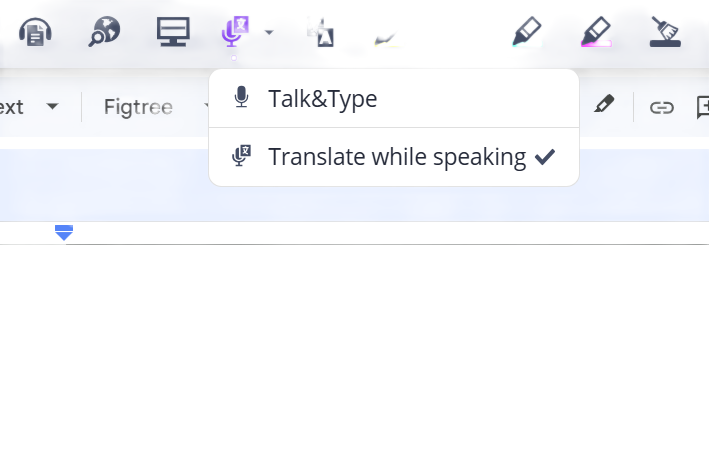 ext
Figtree
Talk&Type
Translate while speaking